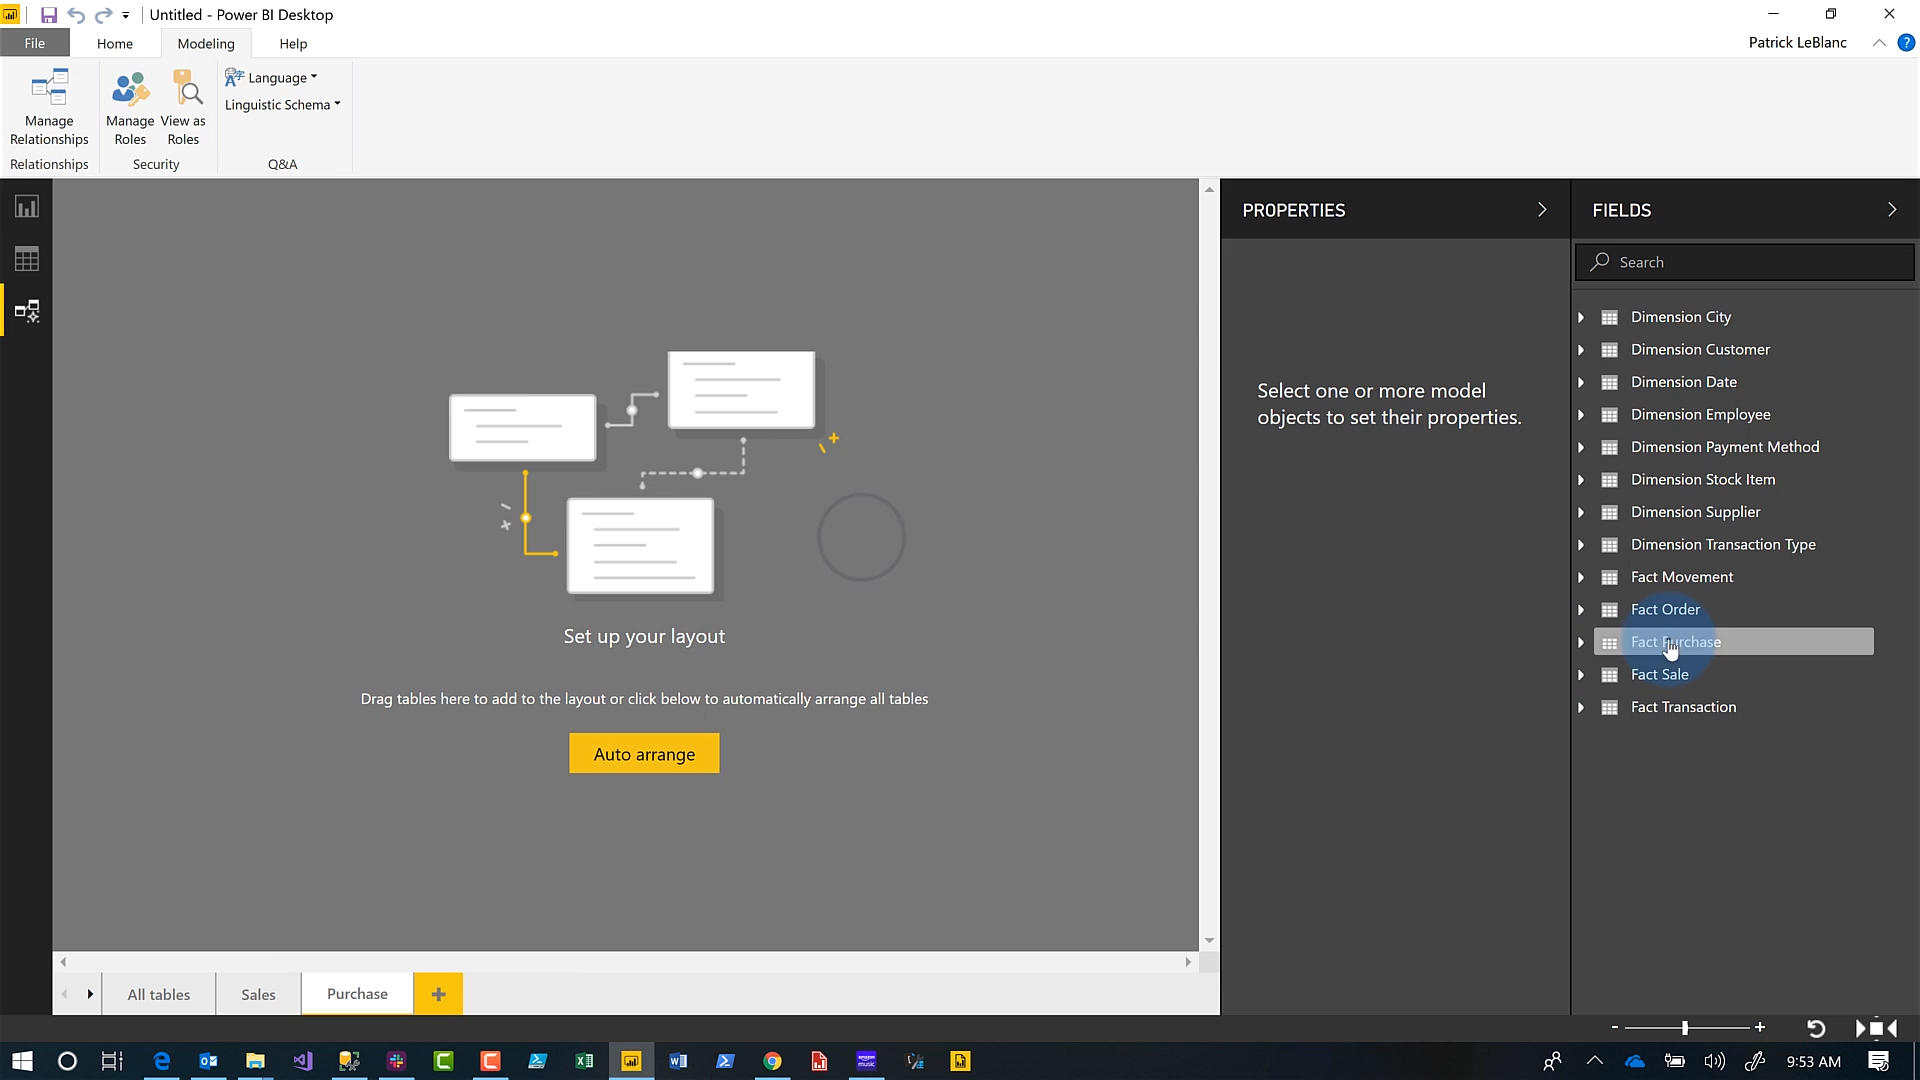 Untitled - Power BI Desktop
File
Home
Modeling
Help
Patrick LeBlanc
?
Manage
Relationships
Manage
Roles
View as
Roles
Language
Linguistic Schema
Relationships
Security
Q&A
PROPERTIES
FIELDS
Search
Select one or more model
objects to set their properties.
Dimension City
Dimension Customer
Dimension Date
Dimension Employee
Dimension Payment Method
Dimension Stock Item
Dimension Supplier
Dimension Transaction Type
Fact Movement
Fact Order
Fact Purchase
Fact Sale
Fact Transaction
Set up your layout
Drag tables here to add to the layout or click below to automatically arrange all tables
Auto arrange
All tables
Sales
Purchase
+
- +
9:53 AM